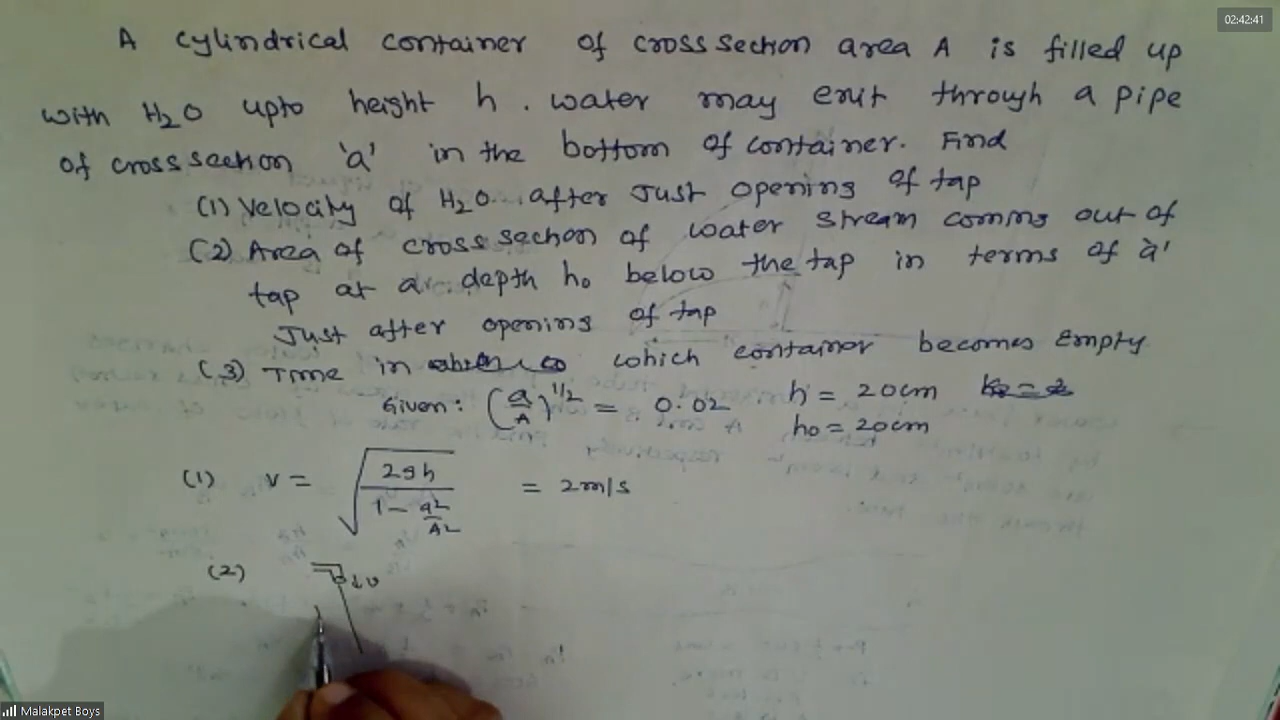 02:42:41
A cylindrical container of cross section area A is filled up
with H2O upto height h. water may exit through a pipe
of cross section 'a' in the bottom of container. Find
(1) Velocity of H2O after Just opening of tap
(2) Area of cross section of water stream coming out of
tap at a depth h0 below the tap in terms of 'a'
Just after opening of tap
(3) Time in which container becomes Empty
Given: (a/A)^1/2 = 0.02 h = 20cm
h0 = 20cm
(1) v = √(2gh / (1 - a²/A²)) = 2m/s
(2) ↓v
Malakpet Boys